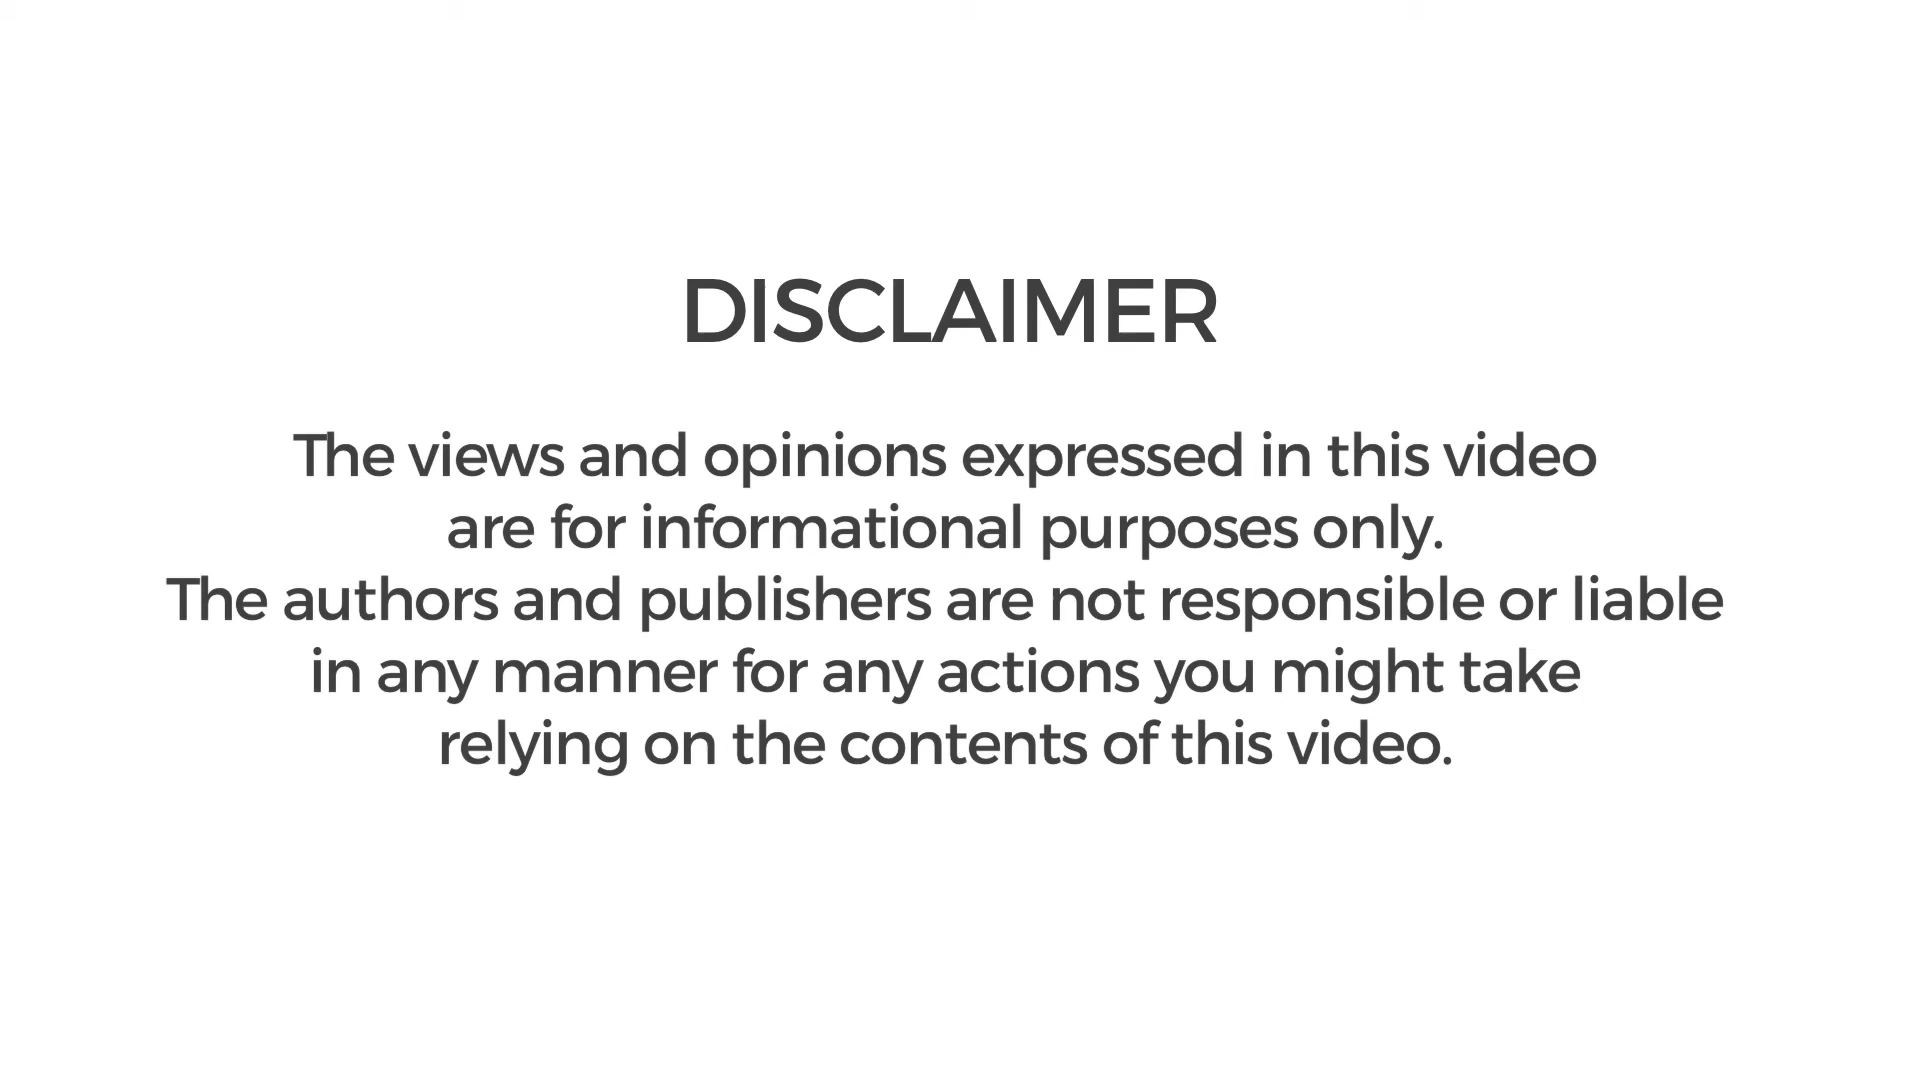 DISCLAIMER
The views and opinions expressed in this video
are for informational purposes only.
The authors and publishers are not responsible or liable
in any manner for any actions you might take
relying on the contents of this video.